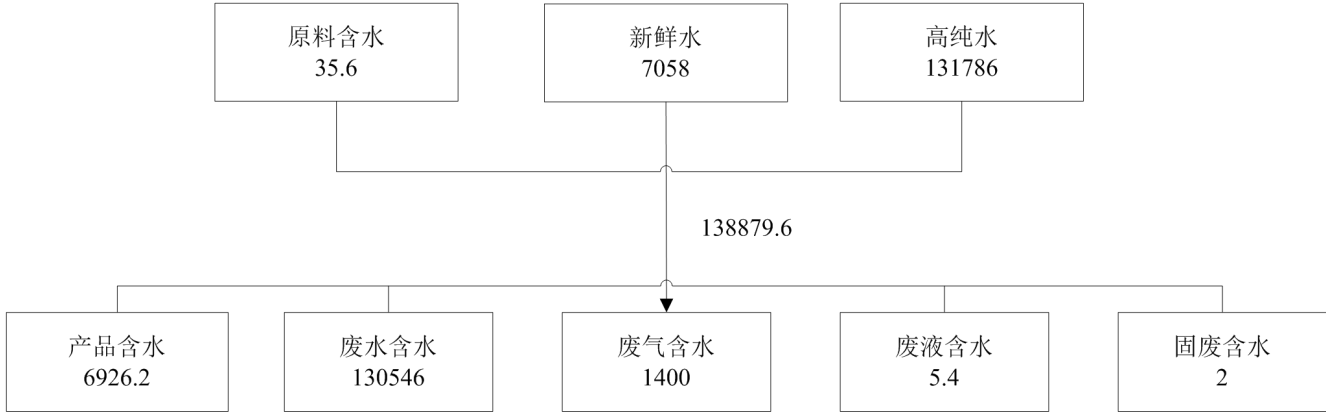 原料含水
35.6
新鲜水
7058
高纯水
131786
138879.6
产品含水
6926.2
废水含水
130546
废气含水
1400
废液含水
5.4
固废含水
2